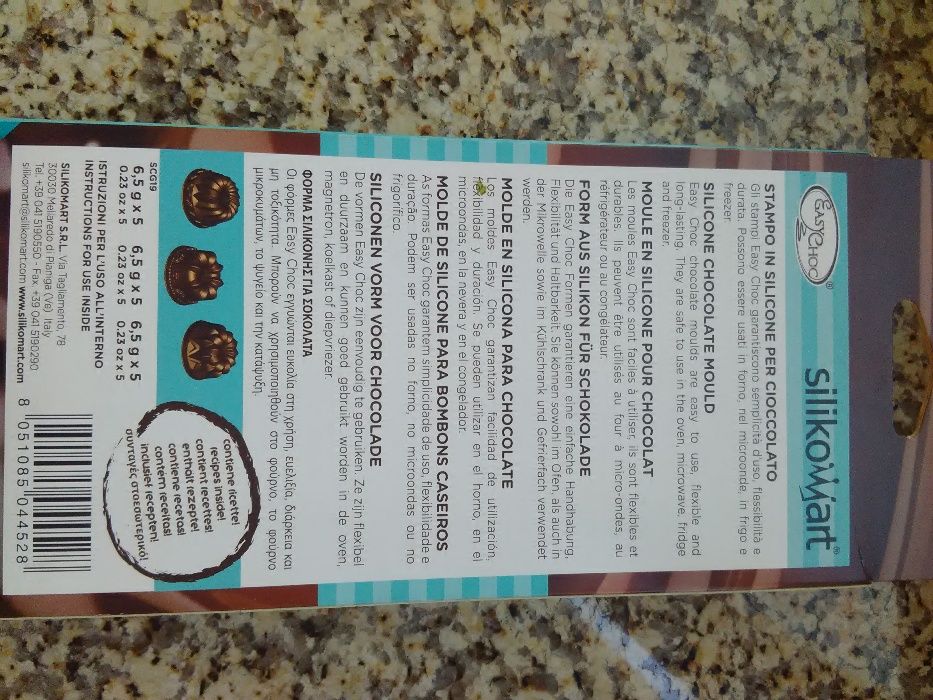 EASYCHOC®
silikomart®
STAMPO IN SILICONE PER CIOCCOLATO
Gli stampi Easy Choc garantiscono semplicità d'uso, flessibilità e
durata. Possono essere usati in forno, nel microonde, in frigo e
freezer.
SILICONE CHOCOLATE MOULD
Easy Choc chocolate moulds are easy to use, flexible and
long-lasting. They are safe to use in the oven, microwave, fridge
and freezer.
MOULE EN SILICONE POUR CHOCOLAT
Les moules Easy Choc sont faciles à utiliser, ils sont flexibles et
durables. Ils peuvent être utilisés au four à micro-ondes, au
réfrigérateur ou au congélateur.
FORM AUS SILIKON FÜR SCHOKOLADE
Die Easy Choc Formen garantieren eine einfache Handhabung,
Flexibilität und Haltbarkeit. Sie können sowohl im Ofen, als auch in
der Mikrowelle sowie im Kühlschrank und Gefrierfach verwendet
werden.
MOLDE EN SILICONA PARA CHOCOLATE
Los moldes Easy Choc garantizan facilidad de utilización,
flexibilidad y duración. Se pueden utilizar en el horno, en el
microondas, en la nevera y en el congelador.
MOLDE DE SILICONE PARA BOMBONS CASEIROS
As formas Easy Choc garantem simplicidade de uso, flexibilidade e
duração. Podem ser usadas no forno, no microondas ou no
frigorífico.
SILICONEN VORM VOOR CHOCOLADE
De vormen Easy Choc zijn eenvoudig te gebruiken. Ze zijn flexibel
en duurzaam en kunnen goed gebruikt worden in de oven,
magnetron, koelkast of diepvriezer.
ΦΟΡΜΑ ΣΙΛΙΚΟΝΗΣ ΓΙΑ ΣΟΚΟΛΑΤΑ
Οι φόρμες Easy Choc εγγυώνται ευκολία στη χρήση, ευελιξία, διάρκεια και
μη τοξικότητα. Μπορούν να χρησιμοποιηθούν στο φούρνο, το φούρνο
μικροκυμάτων, το ψυγείο και την κατάψυξη.
contiene ricette!
recipes inside!
contient recettes!
enthält rezepte!
contiene recetas!
contém receitas!
inclusief recepten!
συνταγές στο εσωτερικό!
SCG19
6,5 g x 5 6,5 g x 5 6,5 g x 5
0.23 oz x 5 0.23 oz x 5 0.23 oz x 5
ISTRUZIONI PER L'USO ALL'INTERNO
INSTRUCTIONS FOR USE INSIDE
SILIKOMART S.R.L. Via Tagliamento, 78
30030 Mellaredo di Pianga (Ve) Italy
Tel. +39 041 5190550 - Fax. +39 041 5190290
silikomart@silikomart.com www.silikomart.com
8 051085 044528